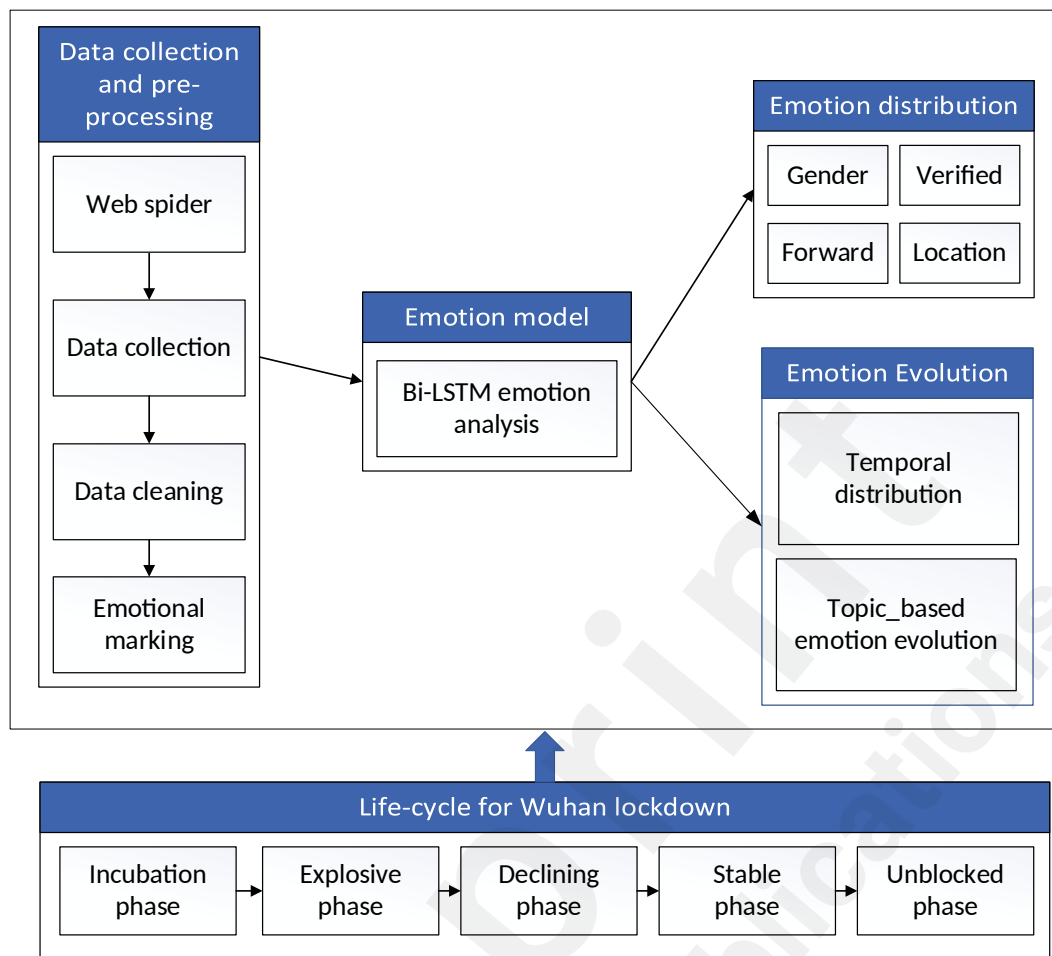 Data collection
and pre-
processing
Web spider
Data collection
Data cleaning
Emotional
marking
Emotion model
Bi-LSTM emotion
analysis
Emotion distribution
Gender
Verified
Forward
Location
Emotion Evolution
Temporal
distribution
Topic_based
emotion evolution
Life-cycle for Wuhan lockdown
Incubation
phase
Explosive
phase
Declining
phase
Stable
phase
Unblocked
phase
print
blications